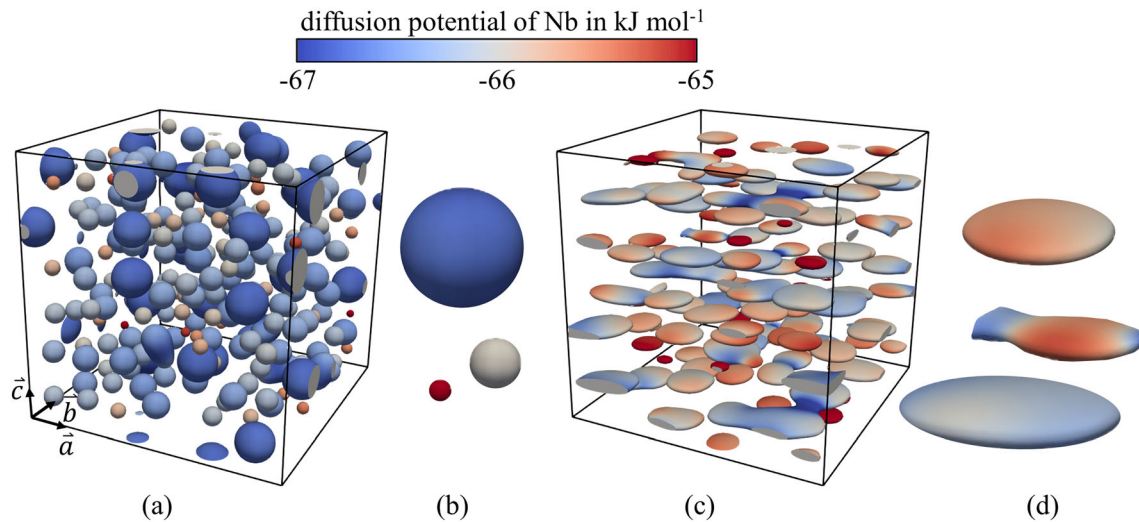 diffusion potential of Nb in kJ mol⁻¹
-67 -66 -65
c⃗
b⃗
a⃗
(a) (b) (c) (d)